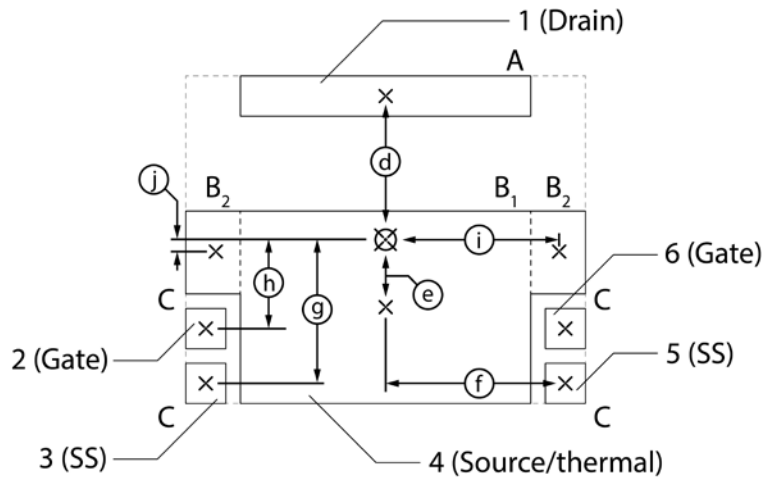 1 (Drain)
A
d
j
B2
B1
B2
i
6 (Gate)
h
e
C
g
C
2 (Gate)
5 (SS)
f
C
C
3 (SS)
4 (Source/thermal)